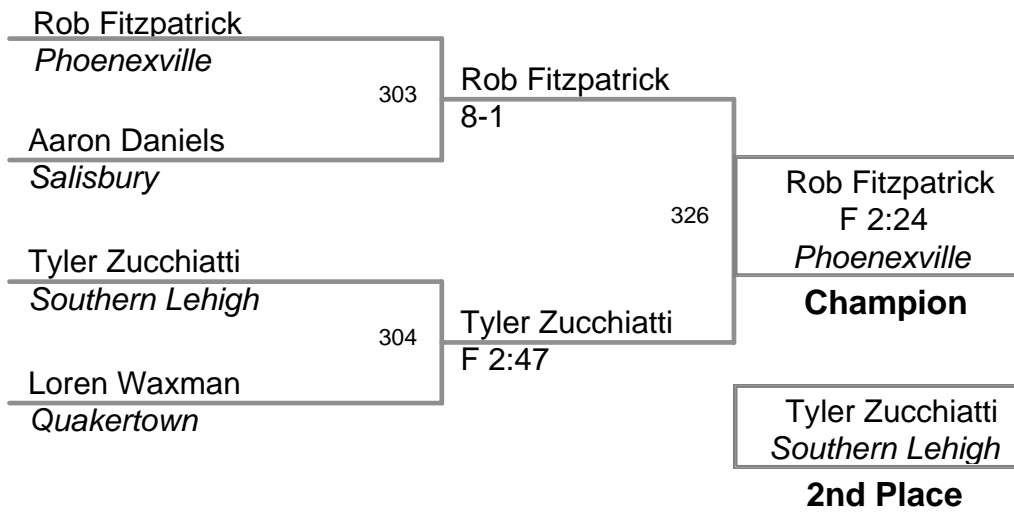 Rob Fitzpatrick
Phoenexville
303
Rob Fitzpatrick
8-1
Aaron Daniels
Salisbury
326
Rob Fitzpatrick
F 2:24
Phoenexville
Champion
Tyler Zucchiatti
Southern Lehigh
304
Tyler Zucchiatti
F 2:47
Loren Waxman
Quakertown
Tyler Zucchiatti
Southern Lehigh
2nd Place